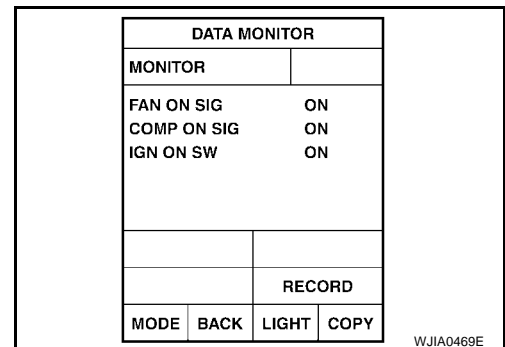 DATA MONITOR
MONITOR
FAN ON SIG ON
COMP ON SIG ON
IGN ON SW ON
RECORD
MODE BACK LIGHT COPY
WJIA0469E